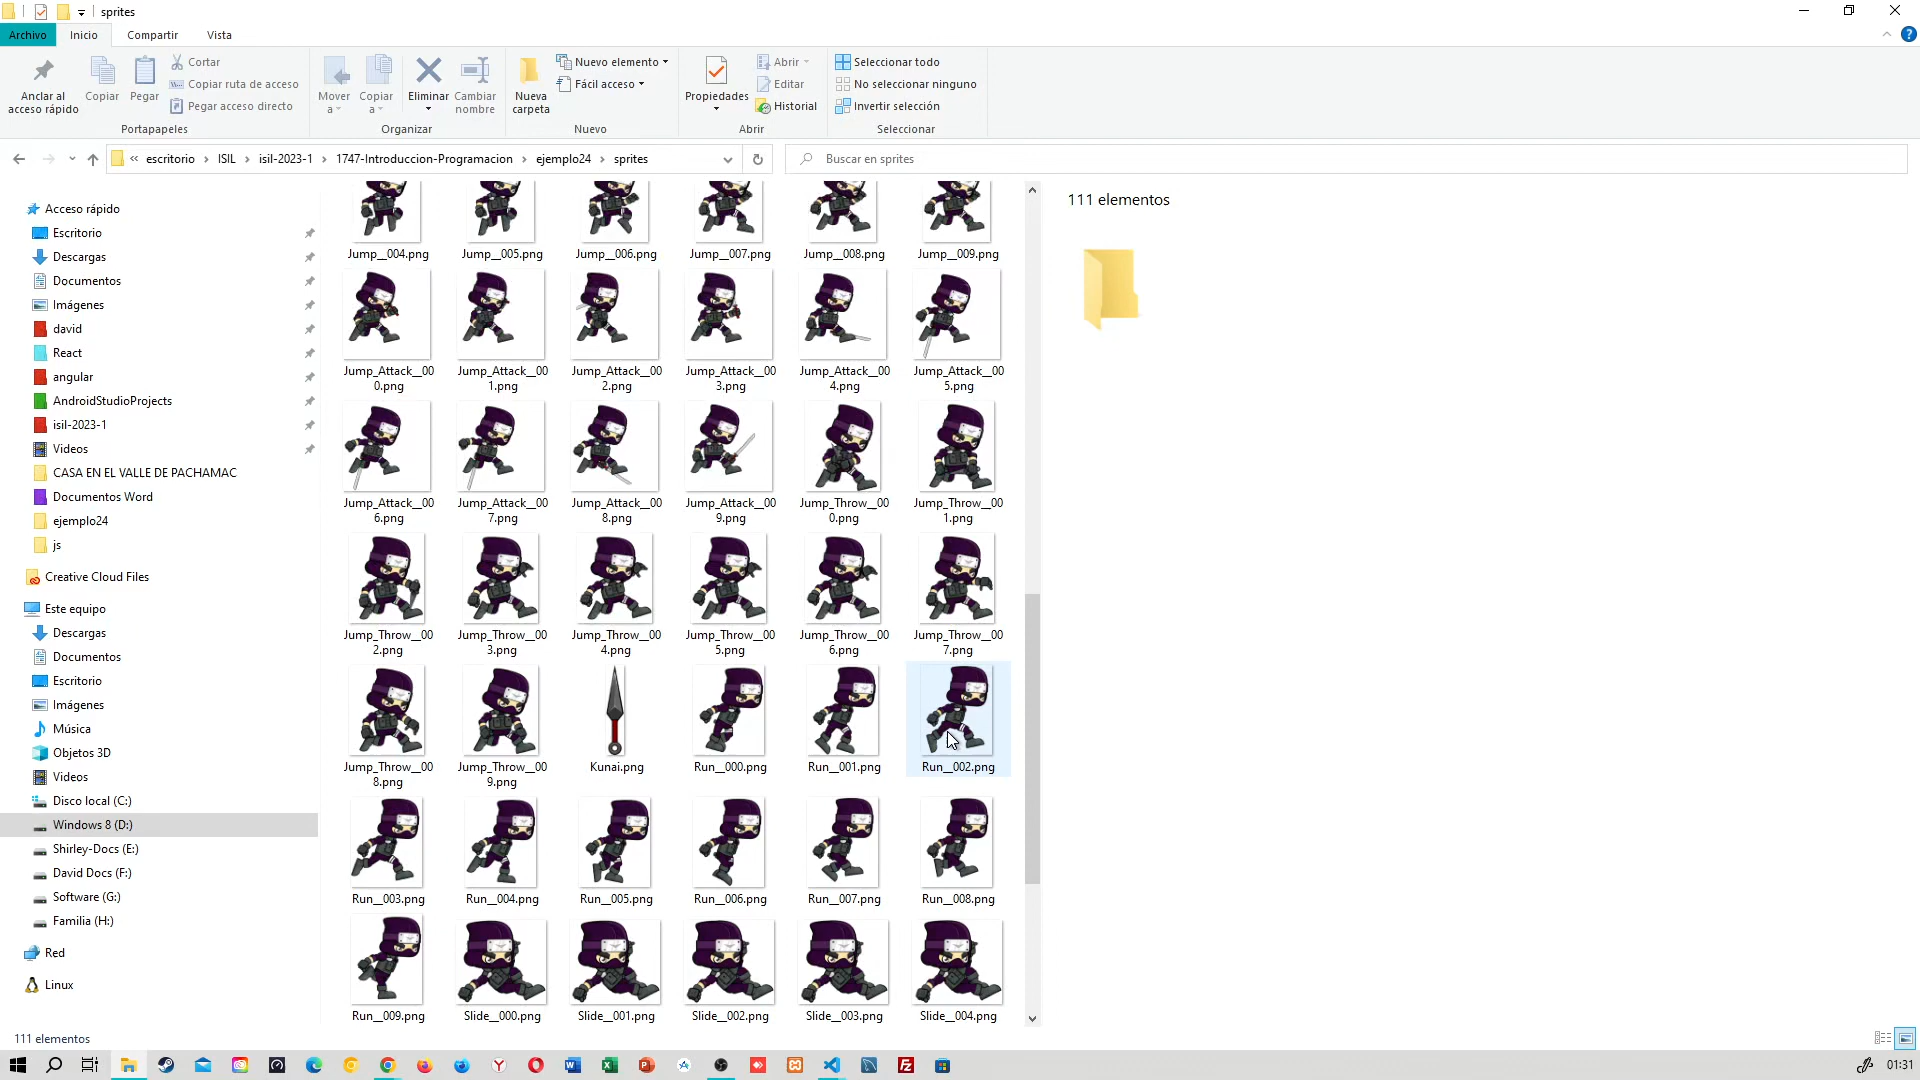 sprites
Archivo
Inicio
Compartir
Vista
Anclar al
acceso rápido
Copiar
Pegar
Cortar
Copiar ruta de acceso
Pegar acceso directo
Portapapeles
Mover
a
Copiar
a
Eliminar
Cambiar
nombre
Organizar
Nueva
carpeta
Nuevo elemento
Fácil acceso
Nuevo
Propiedades
Abrir
Editar
Historial
Abrir
Seleccionar todo
No seleccionar ninguno
Invertir selección
Seleccionar
« escritorio › ISIL › isil-2023-1 › 1747-Introduccion-Programacion › ejemplo24 › sprites
Buscar en sprites
Acceso rápido
Escritorio
Descargas
Documentos
Imágenes
david
React
angular
AndroidStudioProjects
isil-2023-1
Videos
CASA EN EL VALLE DE PACHAMAC
Documentos Word
ejemplo24
js
Creative Cloud Files
Este equipo
Descargas
Documentos
Escritorio
Imágenes
Música
Objetos 3D
Videos
Disco local (C:)
Windows 8 (D:)
Shirley-Docs (E:)
David Docs (F:)
Software (G:)
Familia (H:)
Red
Linux
Jump__004.png
Jump__005.png
Jump__006.png
Jump__007.png
Jump__008.png
Jump__009.png
Jump_Attack__00
0.png
Jump_Attack__00
1.png
Jump_Attack__00
2.png
Jump_Attack__00
3.png
Jump_Attack__00
4.png
Jump_Attack__00
5.png
Jump_Attack__00
6.png
Jump_Attack__00
7.png
Jump_Attack__00
8.png
Jump_Attack__00
9.png
Jump_Throw__00
0.png
Jump_Throw__00
1.png
Jump_Throw__00
2.png
Jump_Throw__00
3.png
Jump_Throw__00
4.png
Jump_Throw__00
5.png
Jump_Throw__00
6.png
Jump_Throw__00
7.png
Jump_Throw__00
8.png
Jump_Throw__00
9.png
Kunai.png
Run__000.png
Run__001.png
Run__002.png
Run__003.png
Run__004.png
Run__005.png
Run__006.png
Run__007.png
Run__008.png
Run__009.png
Slide__000.png
Slide__001.png
Slide__002.png
Slide__003.png
Slide__004.png
111 elementos
111 elementos
01:31